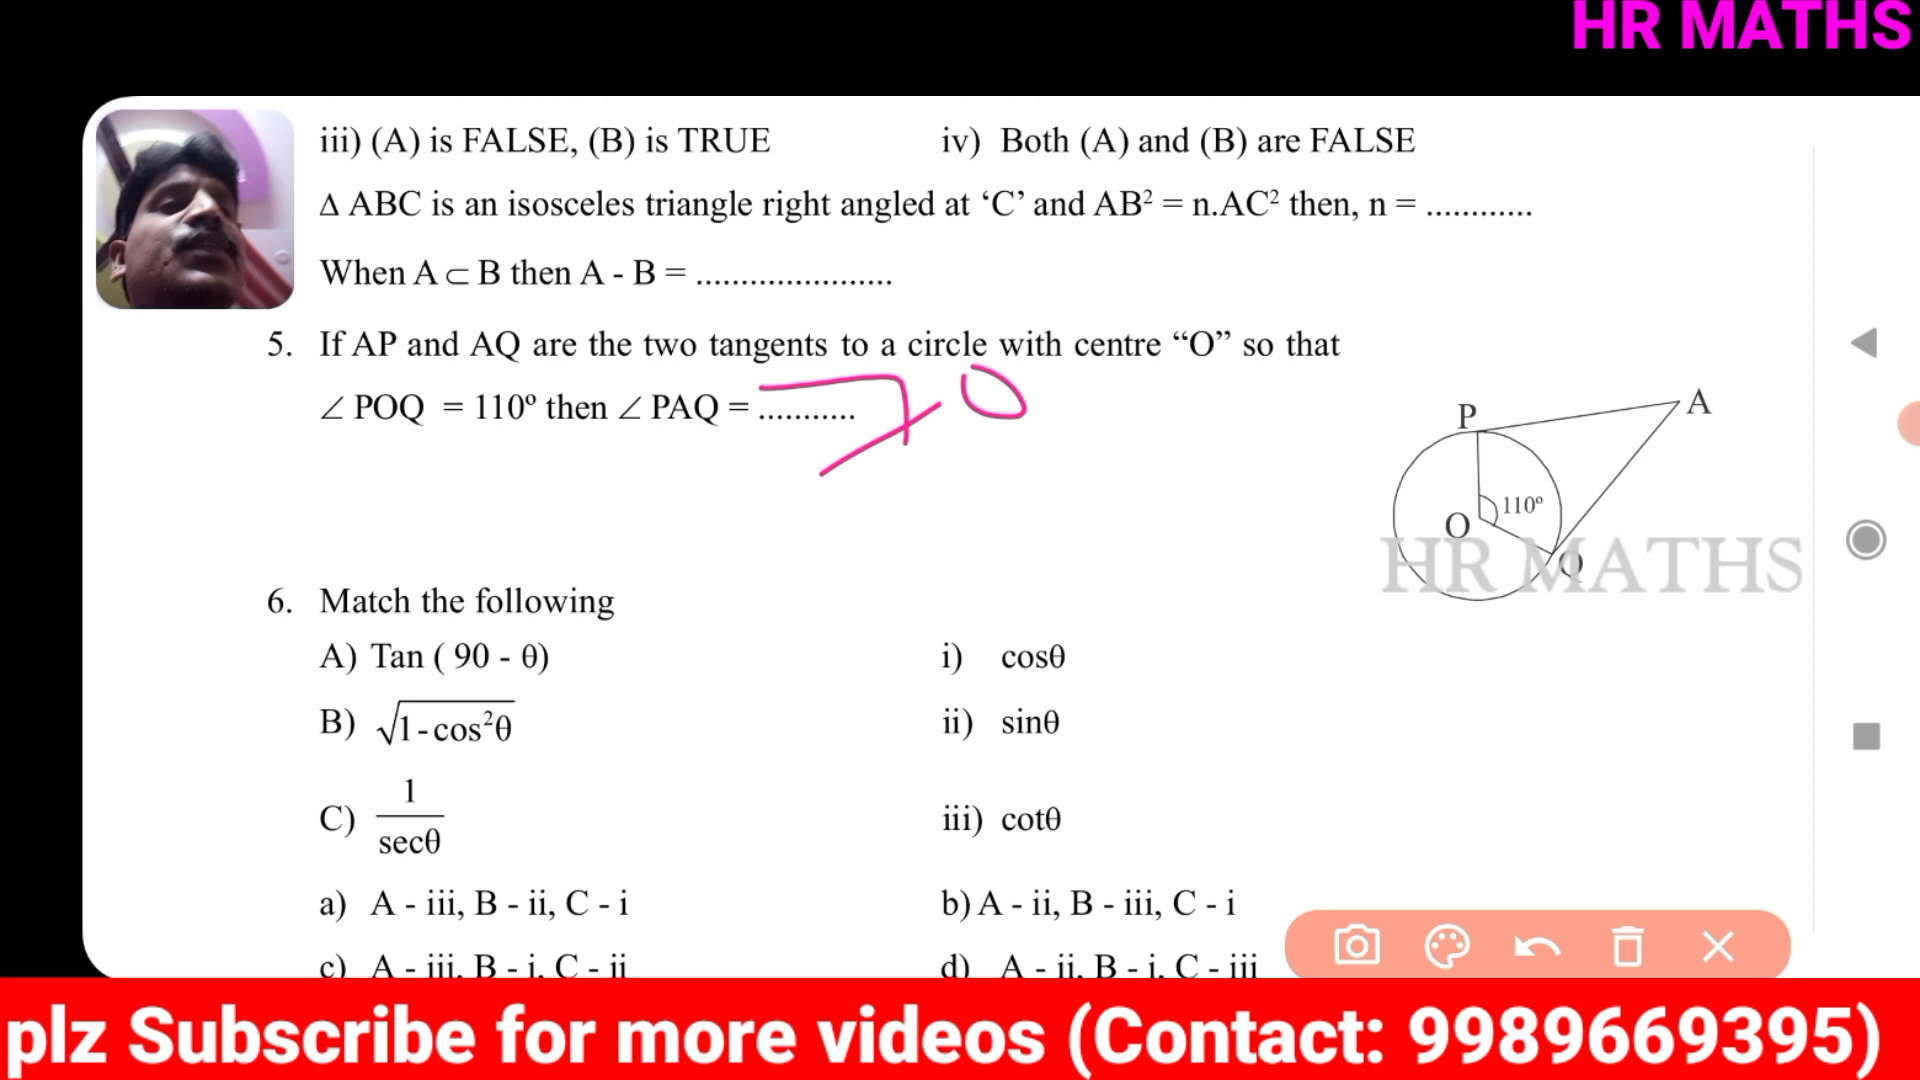 HR MATHS
iii) (A) is FALSE, (B) is TRUE
iv) Both (A) and (B) are FALSE
Δ ABC is an isosceles triangle right angled at ‘C’ and AB² = n.AC² then, n = ............
When A ⊂ B then A - B = ......................
5. If AP and AQ are the two tangents to a circle with centre “O” so that
∠ POQ = 110º then ∠ PAQ = ...........
70
P
A
110º
O
Q
HR MATHS
6. Match the following
A) Tan ( 90 - θ)
i) cosθ
B) √1-cos²θ
ii) sinθ
C) 1/secθ
iii) cotθ
a) A - iii, B - ii, C - i
b) A - ii, B - iii, C - i
c) A - iii, B - i, C - ii
d) A - ii, B - i, C - iii
plz Subscribe for more videos (Contact: 9989669395)